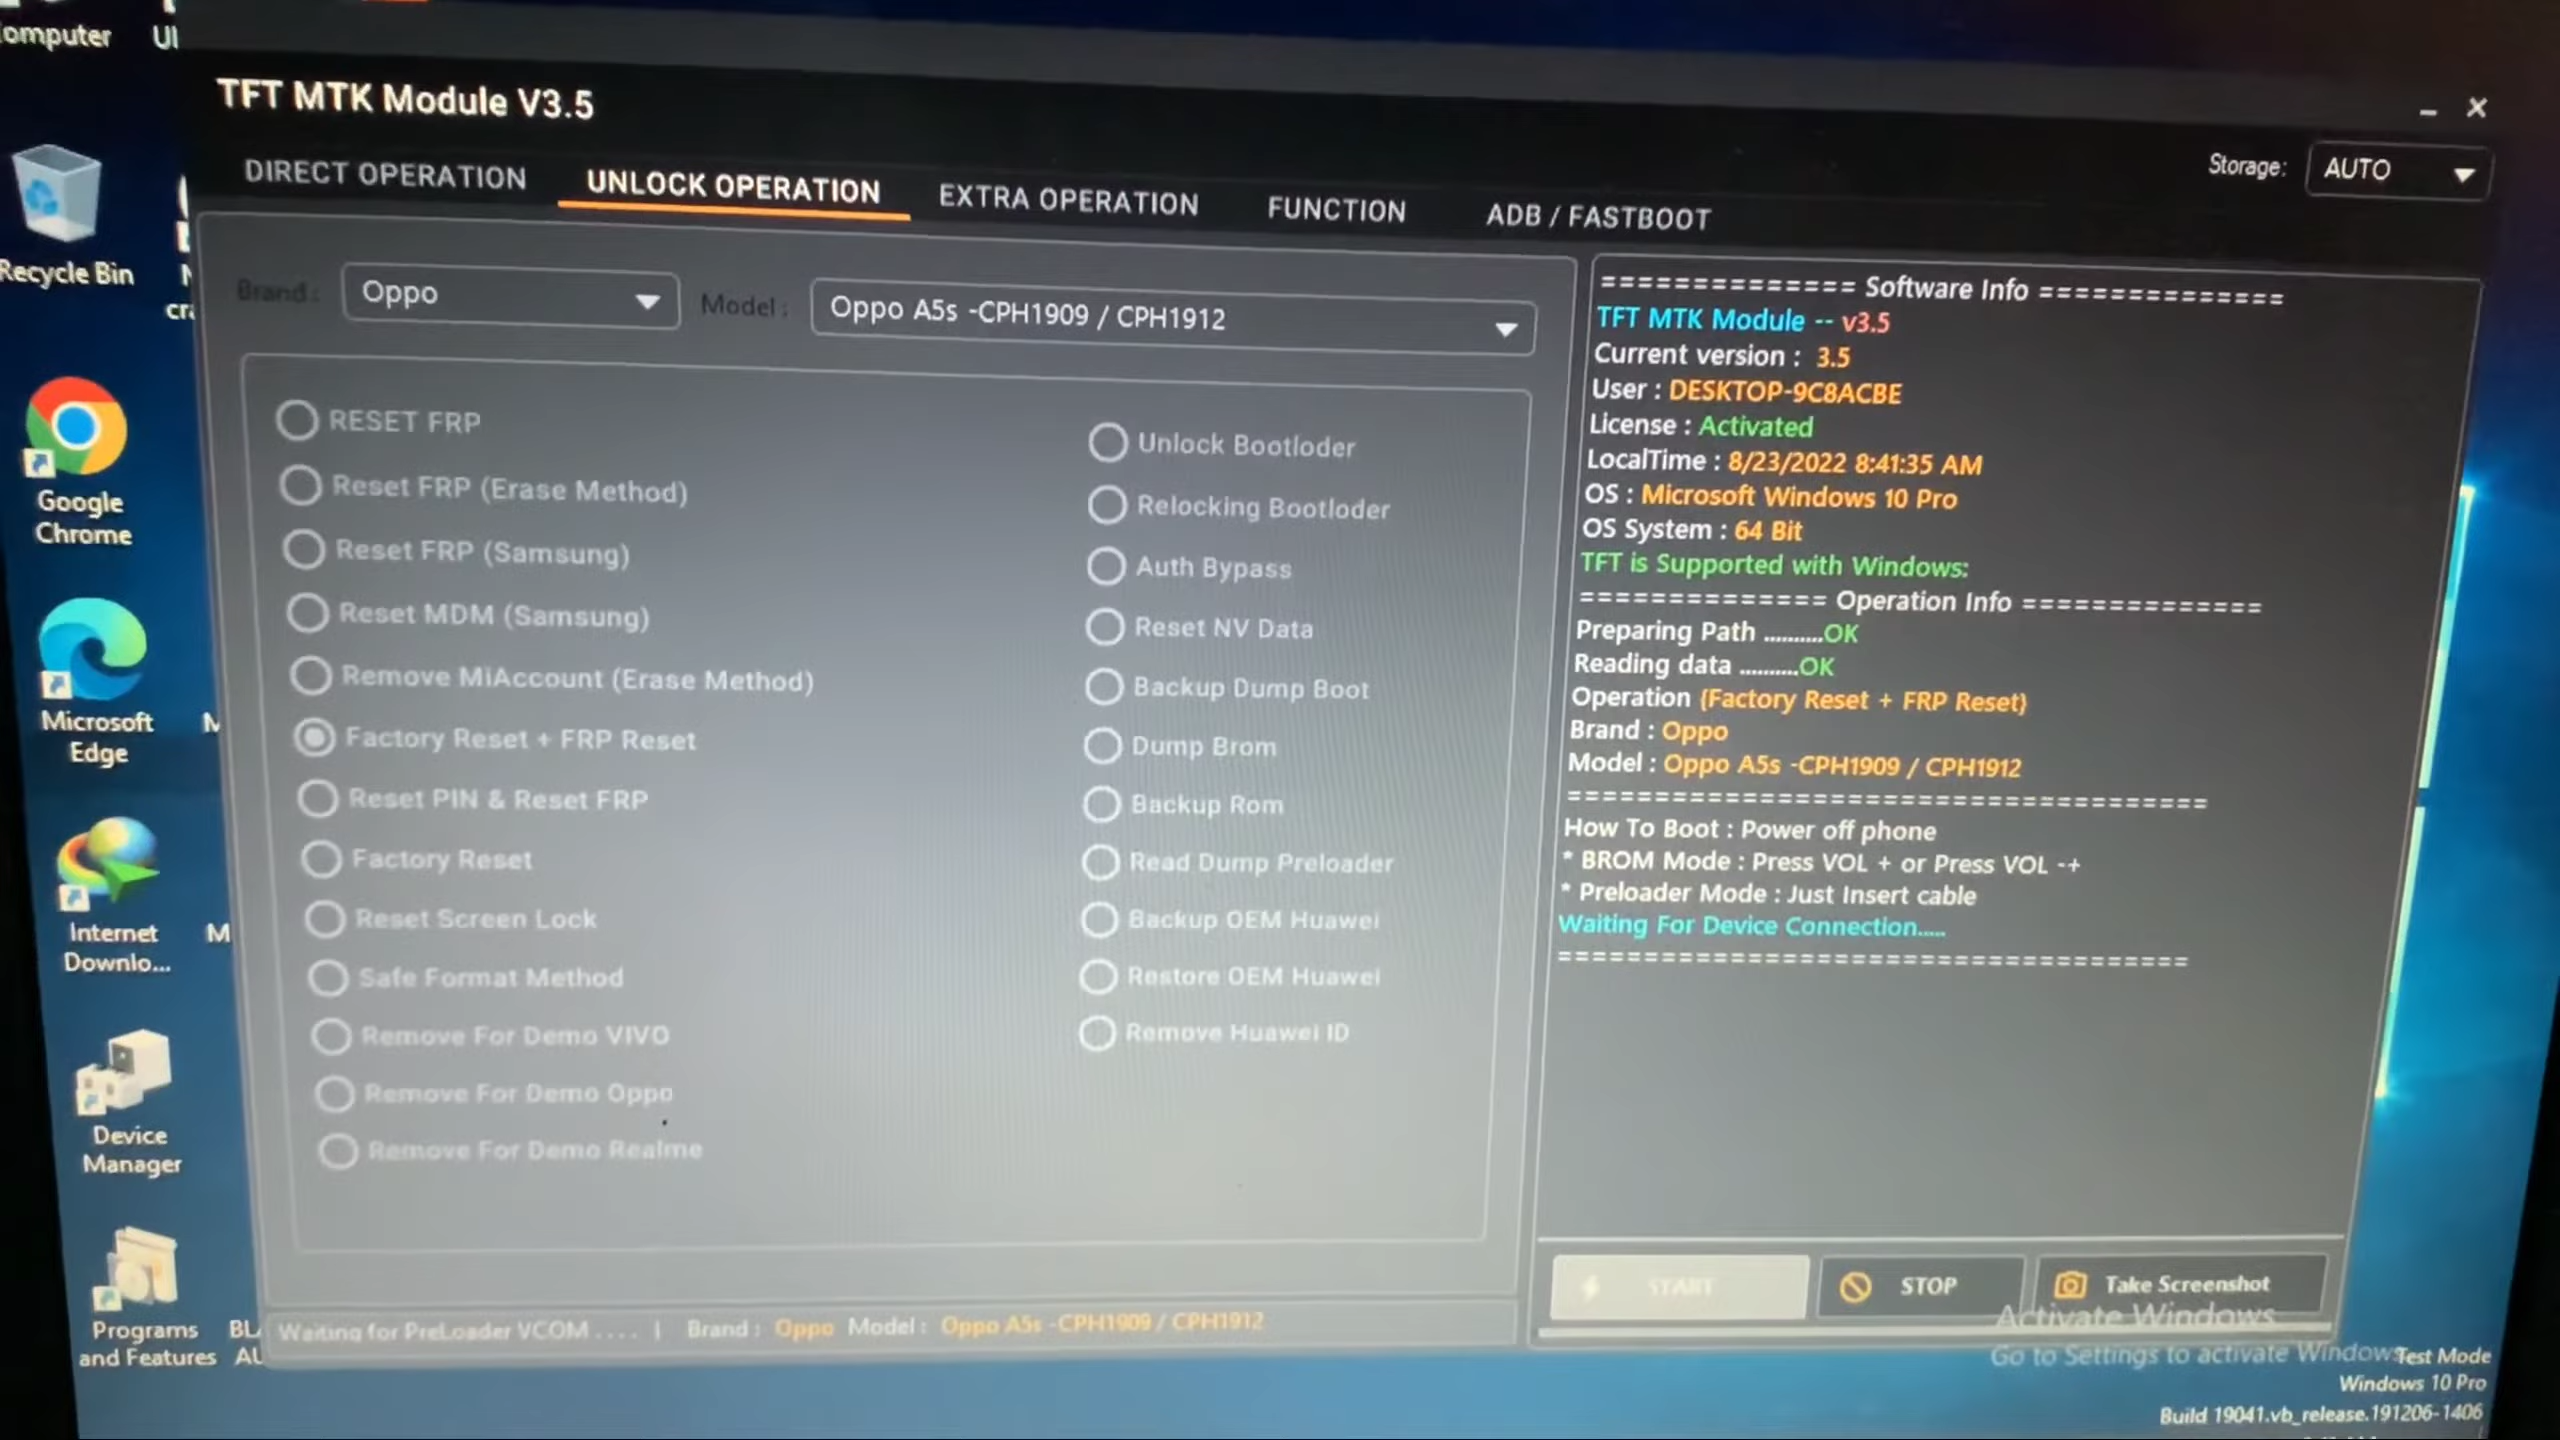 Computer
UI
Recycle Bin
Google
Chrome
Microsoft
Edge
Internet
Downlo...
Device
Manager
Programs
and Features
TFT MTK Module V3.5
DIRECT OPERATION
UNLOCK OPERATION
EXTRA OPERATION
FUNCTION
ADB / FASTBOOT
Storage:
AUTO
Brand :
Oppo
Model :
Oppo A5s -CPH1909 / CPH1912
RESET FRP
Reset FRP (Erase Method)
Reset FRP (Samsung)
Reset MDM (Samsung)
Remove MiAccount (Erase Method)
Factory Reset + FRP Reset
Reset PIN & Reset FRP
Factory Reset
Reset Screen Lock
Safe Format Method
Remove For Demo VIVO
Remove For Demo Oppo
Remove For Demo Realme
Unlock Bootloder
Relocking Bootloder
Auth Bypass
Reset NV Data
Backup Dump Boot
Dump Brom
Backup Rom
Read Dump Preloader
Backup OEM Huawei
Restore OEM Huawei
Remove Huawei ID
============== Software Info ==============
TFT MTK Module -- v3.5
Current version : 3.5
User : DESKTOP-9C8ACBE
License : Activated
LocalTime : 8/23/2022 8:41:35 AM
OS : Microsoft Windows 10 Pro
OS System : 64 Bit
TFT is Supported with Windows:
============== Operation Info ==============
Preparing Path ..........OK
Reading data ..........OK
Operation (Factory Reset + FRP Reset)
Brand : Oppo
Model : Oppo A5s -CPH1909 / CPH1912
====================================
How To Boot : Power off phone
* BROM Mode : Press VOL + or Press VOL -+
* Preloader Mode : Just Insert cable
Waiting For Device Connection.....
====================================
START
STOP
Take Screenshot
Waiting for PreLoader VCOM .... | Brand : Oppo Model : Oppo A5s -CPH1909 / CPH1912
Activate Windows
Go to Settings to activate Windows
Test Mode
Windows 10 Pro
Build 19041.vb_release.191206-1406